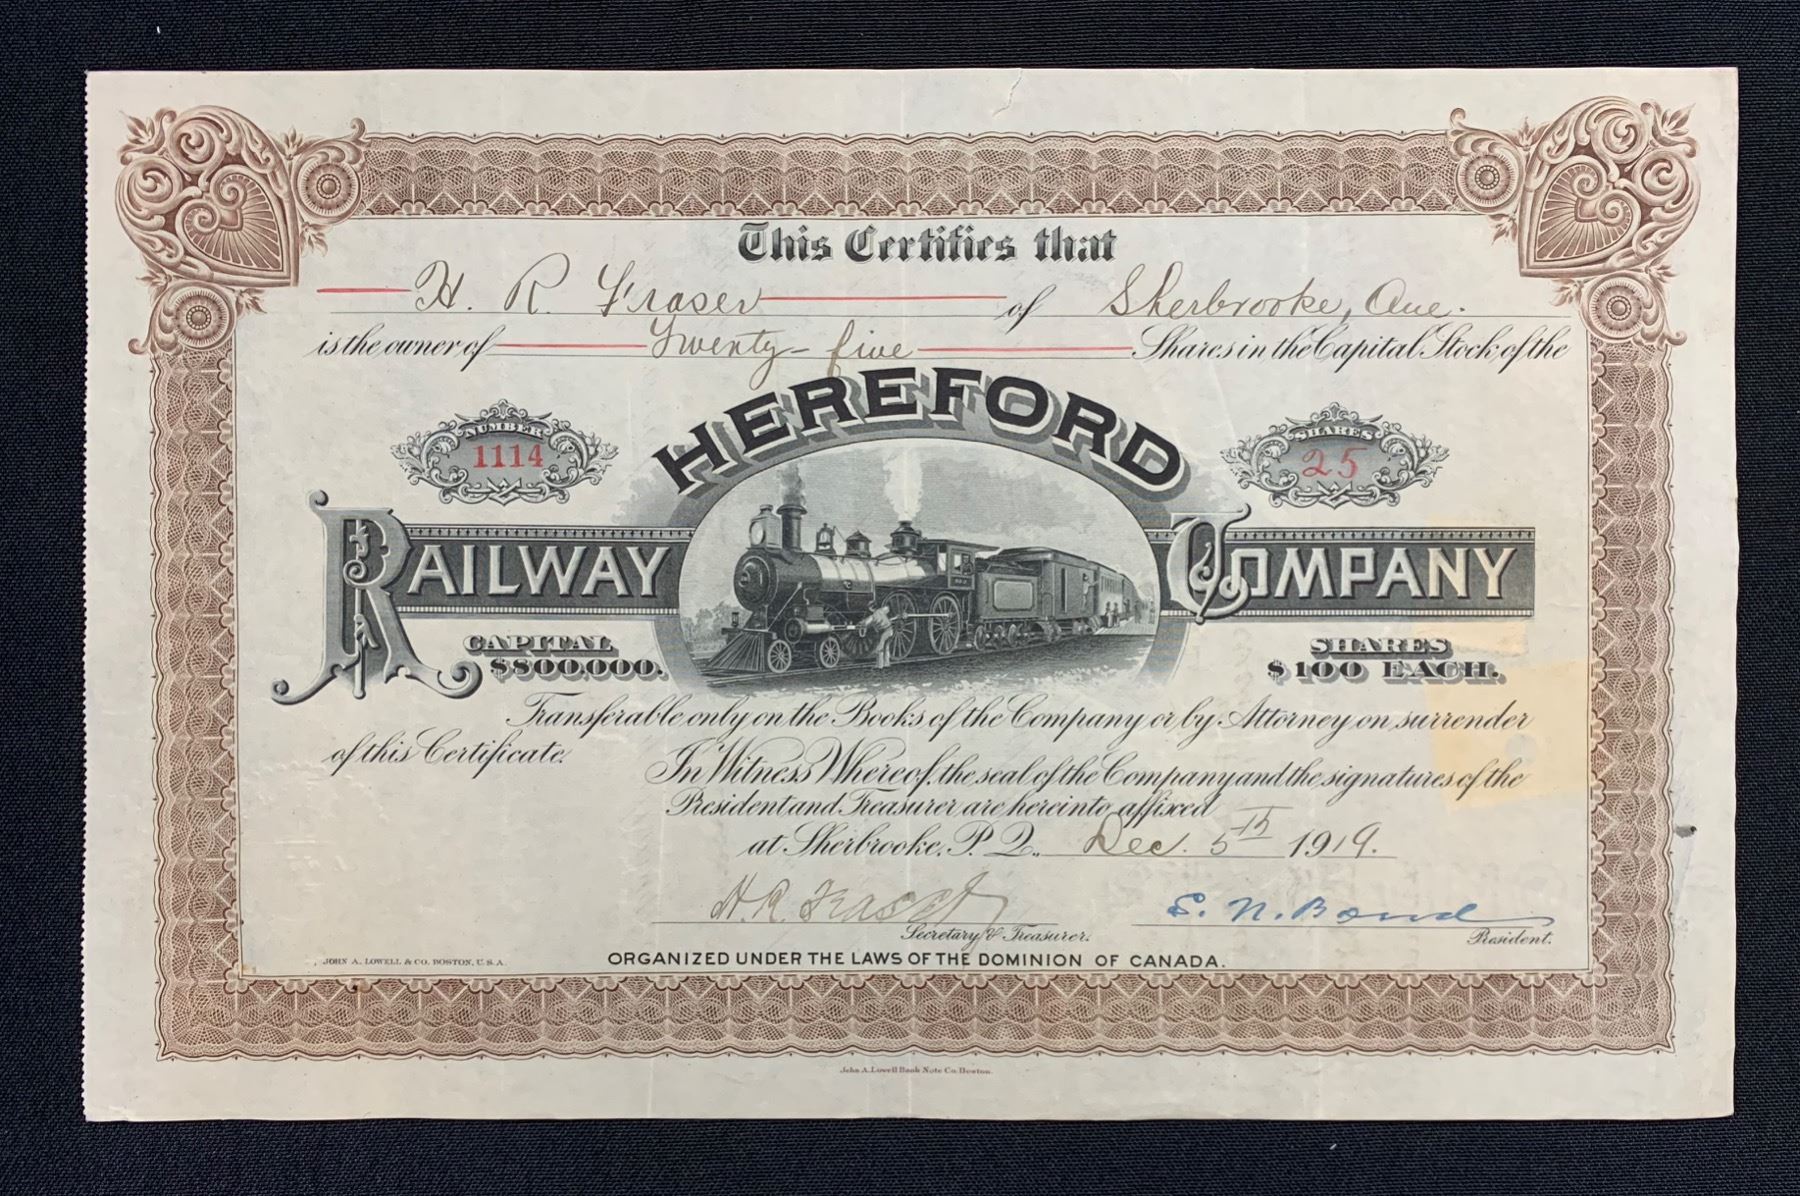 This Certifies that
H. R. Fraser of Sherbrooke, Que.
is the owner of Twenty-five Shares in the Capital Stock of the
HEREFORD
NUMBER
1114
SHARES
25
RAILWAY COMPANY
CAPITAL
$800.000.
SHARES
$100 EACH.
Transferable only on the Books of the Company or by Attorney on surrender
of this Certificate.
In Witness Whereof, the seal of the Company and the signatures of the
President and Treasurer are hereinto affixed
at Sherbrooke, P. Q., Dec. 5th 1919.
H. R. Fraser
E. N. Bond
Secretary & Treasurer.
President.
JOHN A. LOWELL & CO. BOSTON, U.S.A.
ORGANIZED UNDER THE LAWS OF THE DOMINION OF CANADA.
John A. Lowell Bank Note Co. Boston.